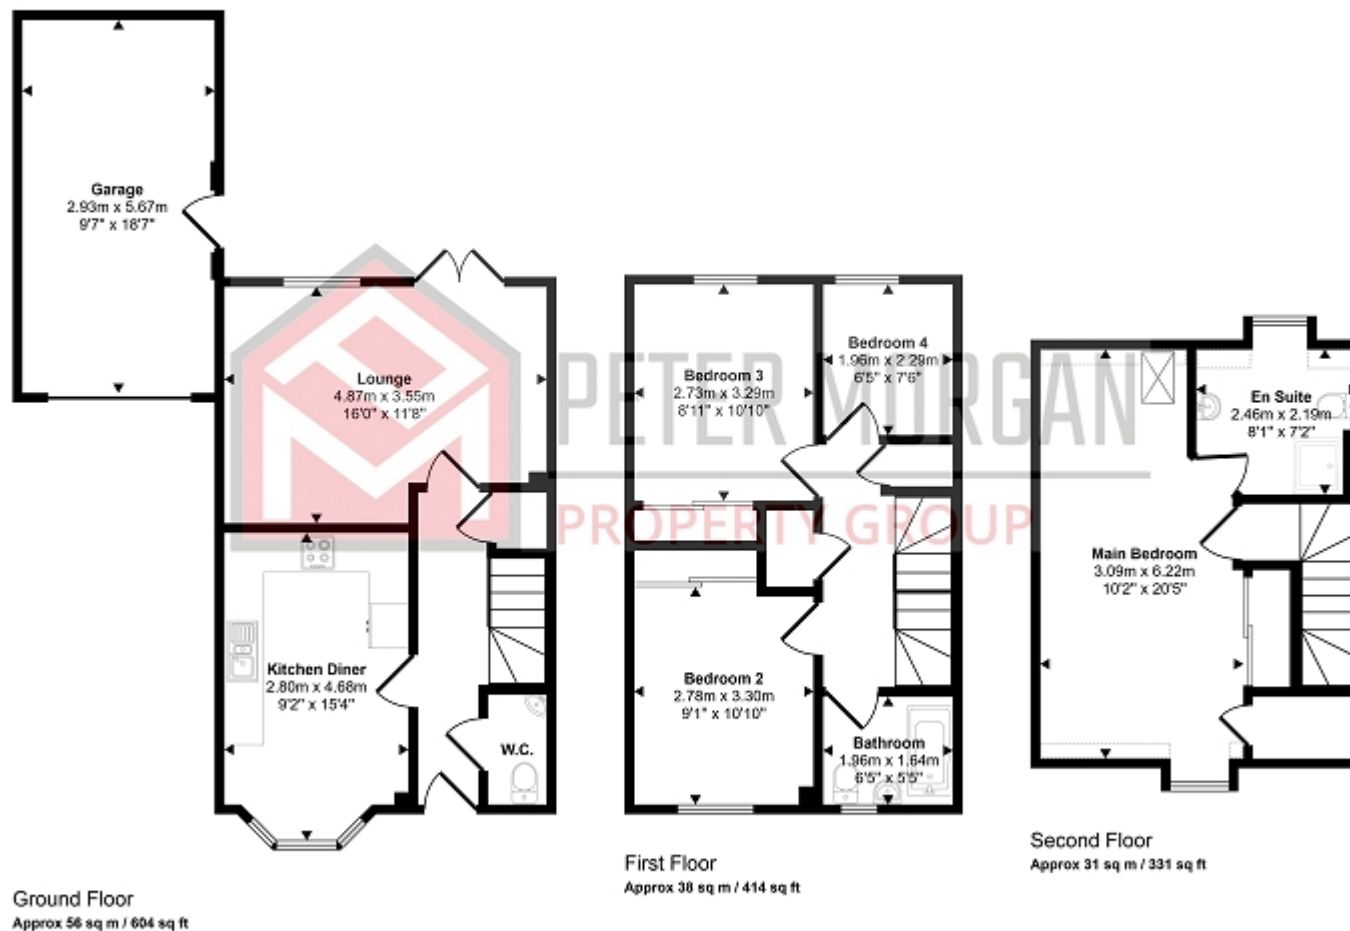 Garage
2.93m x 5.67m
9'7" x 18'7"
Lounge
4.87m x 3.55m
16'0" x 11'8"
Kitchen Diner
2.80m x 4.68m
9'2" x 15'4"
W.C.
Ground Floor
Approx 56 sq m / 604 sq ft
PETER MORGAN
PROPERTY GROUP
Bedroom 3
2.73m x 3.29m
8'11" x 10'10"
Bedroom 4
1.96m x 2.29m
6'5" x 7'6"
Bedroom 2
2.78m x 3.30m
9'1" x 10'10"
Bathroom
1.96m x 1.64m
6'5" x 5'5"
First Floor
Approx 38 sq m / 414 sq ft
En Suite
2.46m x 2.19m
8'1" x 7'2"
Main Bedroom
3.09m x 6.22m
10'2" x 20'5"
Second Floor
Approx 31 sq m / 331 sq ft